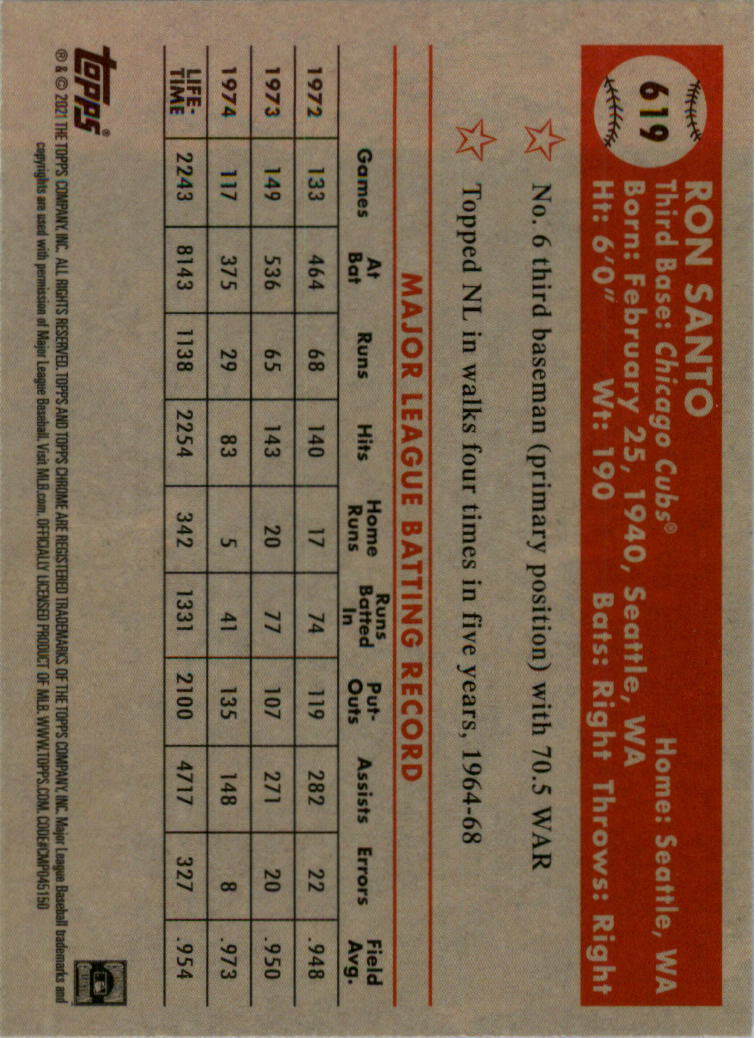 619
RON SANTO
Third Base: Chicago Cubs® Home: Seattle, WA
Born: February 25, 1940, Seattle, WA
Ht: 6'0" Wt: 190 Bats: Right Throws: Right
No. 6 third baseman (primary position) with 70.5 WAR
Topped NL in walks four times in five years, 1964-68
MAJOR LEAGUE BATTING RECORD
Games At Bat Runs Hits Home Runs Runs Batted In Put-Outs Assists Errors Field Avg.
1972 133 464 68 140 17 74 119 282 22 .948
1973 149 536 65 143 20 77 107 271 20 .950
1974 117 375 29 83 5 41 135 148 8 .973
LIFE-TIME 2243 8143 1138 2254 342 1331 2100 4717 327 .954
topps®
® & © 2021 THE TOPPS COMPANY, INC. ALL RIGHTS RESERVED. TOPPS AND TOPPS CHROME ARE REGISTERED TRADEMARKS OF THE TOPPS COMPANY, INC. Major League Baseball trademarks and
copyrights are used with permission of Major League Baseball. Visit MLB.com. OFFICIALLY LICENSED PRODUCT OF MLB. WWW.TOPPS.COM. CODE#CMP045150